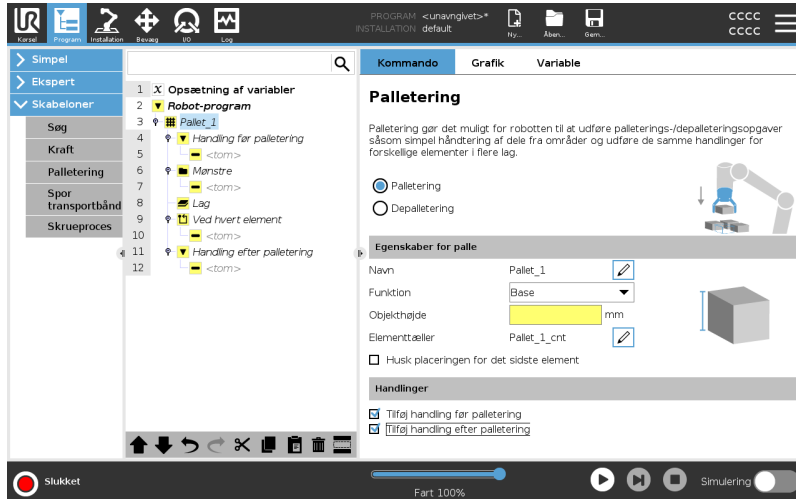 PROGRAM <unavngivet>*
INSTALLATION default
Kørsel
Program
Installation
Bevæg
I/O
Log
Ny...
Åben...
Gem...
cccc
cccc
Simpel
Ekspert
Skabeloner
Søg
Kraft
Palletering
Spor
transportbånd
Skrueproces
1 X Opsætning af variabler
2 Robot-program
3 Pallet_1
4 Handling før palletering
5 <tom>
6 Mønstre
7 <tom>
8 Lag
9 Ved hvert element
10 <tom>
11 Handling efter palletering
12 <tom>
Kommando
Grafik
Variable
Palletering
Palletering gør det muligt for robotten til at udføre palleterings-/depalleteringsopgaver
såsom simpel håndtering af dele fra områder og udføre de samme handlinger for
forskellige elementer i flere lag.
Palletering
Depalletering
Egenskaber for palle
Navn Pallet_1
Funktion Base
Objekthøjde mm
Elementtæller Pallet_1_cnt
Husk placeringen for det sidste element
Handlinger
Tilføj handling før palletering
Tilføj handling efter palletering
Slukket
Fart 100%
Simulering